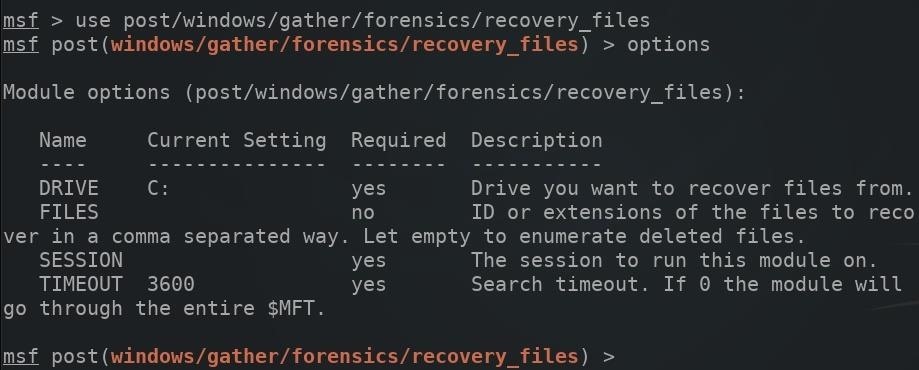 msf > use post/windows/gather/forensics/recovery_files
msf post(windows/gather/forensics/recovery_files) > options
Module options (post/windows/gather/forensics/recovery_files):
Name     Current Setting  Required  Description
----     ---------------  --------  -----------
DRIVE    C:               yes       Drive you want to recover files from.
FILES                     no        ID or extensions of the files to reco
ver in a comma separated way. Let empty to enumerate deleted files.
SESSION                   yes       The session to run this module on.
TIMEOUT  3600             yes       Search timeout. If 0 the module will
go through the entire $MFT.
msf post(windows/gather/forensics/recovery_files) >